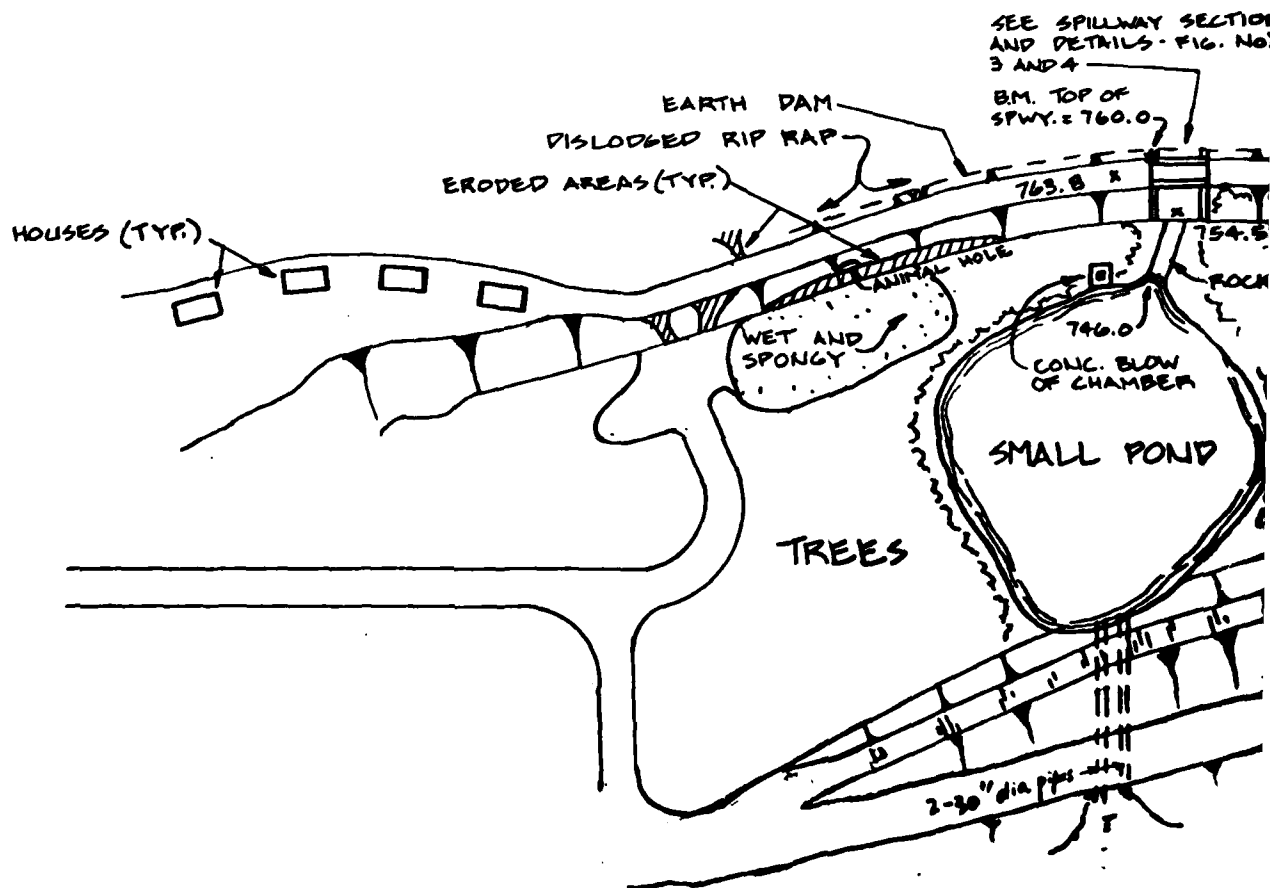 SEE SPILLWAY SECTION
AND DETAILS - FIG. NO.
3 AND 4
B.M. TOP OF
SPWY. = 760.0
EARTH DAM
DISLODGED RIP RAP
ERODED AREAS (TYP.)
763.8
HOUSES (TYP.)
754.5
ANIMAL HOLE
ROCK
746.0
WET AND
SPONGY
CONC. BLOW
OF CHAMBER
SMALL POND
TREES
2-30" dia pipes